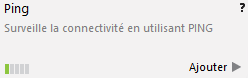 Ping ?
Surveille la connectivité en utilisant PING
Ajouter